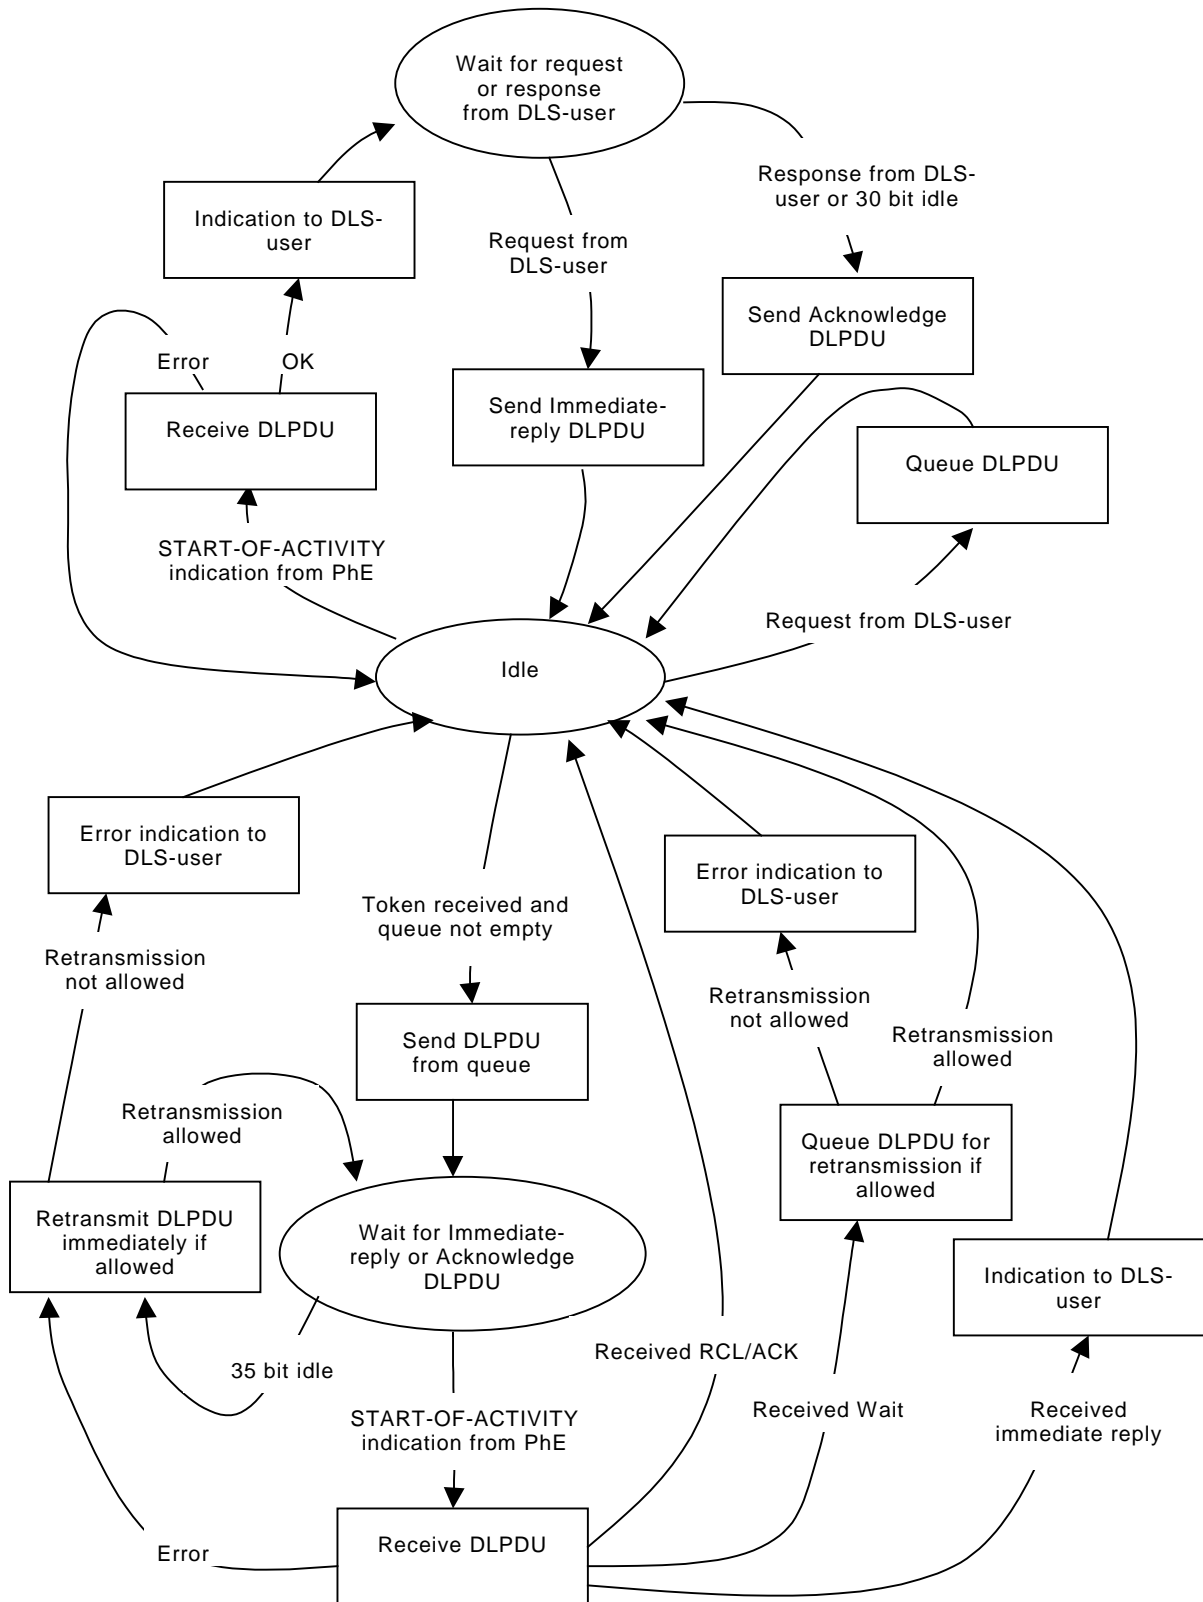 Wait for request
or response
from DLS-user
Response from DLS-
user or 30 bit idle
Indication to DLS-
user
Request from
DLS-user
Send Acknowledge
DLPDU
Error
OK
Send Immediate-
reply DLPDU
Receive DLPDU
Queue DLPDU
START-OF-ACTIVITY
indication from PhE
Request from DLS-user
Idle
Error indication to
DLS-user
Error indication to
DLS-user
Token received and
queue not empty
Retransmission
not allowed
Retransmission
not allowed
Retransmission
allowed
Send DLPDU
from queue
Retransmission
allowed
Queue DLPDU for
retransmission if
allowed
Retransmit DLPDU
immediately if
allowed
Wait for Immediate-
reply or Acknowledge
DLPDU
Indication to DLS-
user
35 bit idle
Received RCL/ACK
START-OF-ACTIVITY
indication from PhE
Received Wait
Received
immediate reply
Error
Receive DLPDU